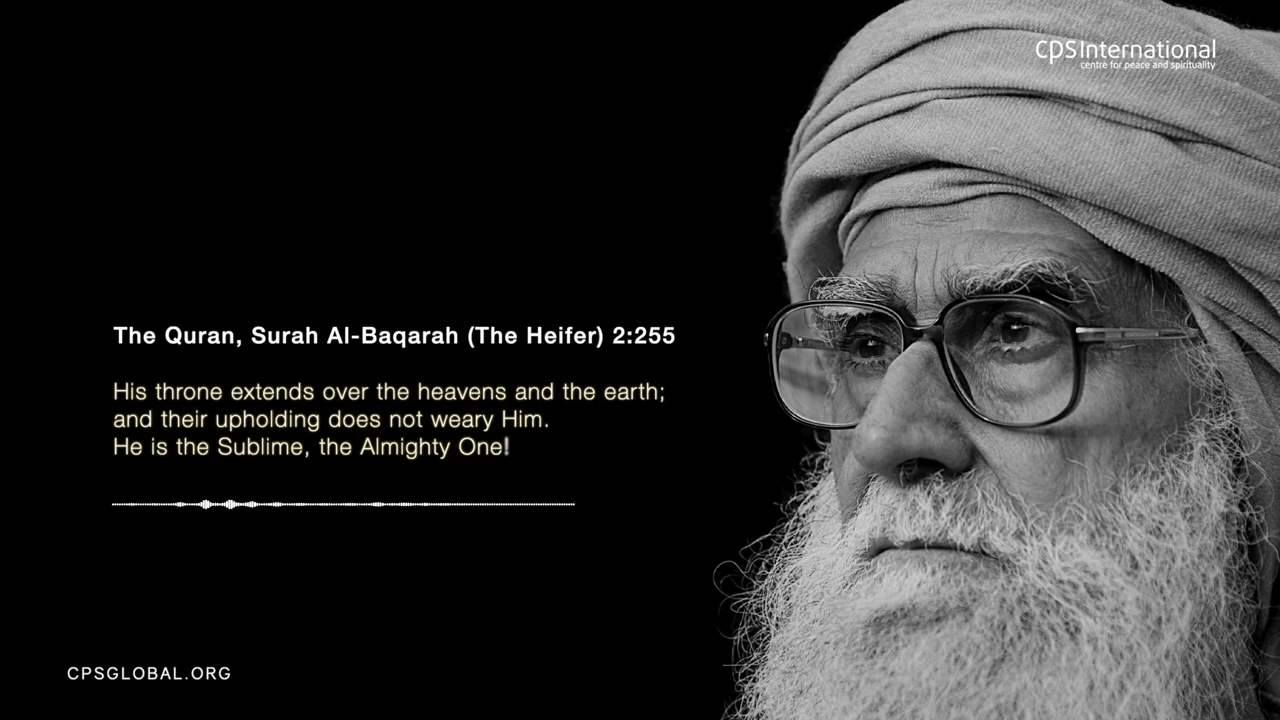 cpsInternational
centre for peace and spirituality
The Quran, Surah Al-Baqarah (The Heifer) 2:255
His throne extends over the heavens and the earth;
and their upholding does not weary Him.
He is the Sublime, the Almighty One!
CPSGLOBAL.ORG